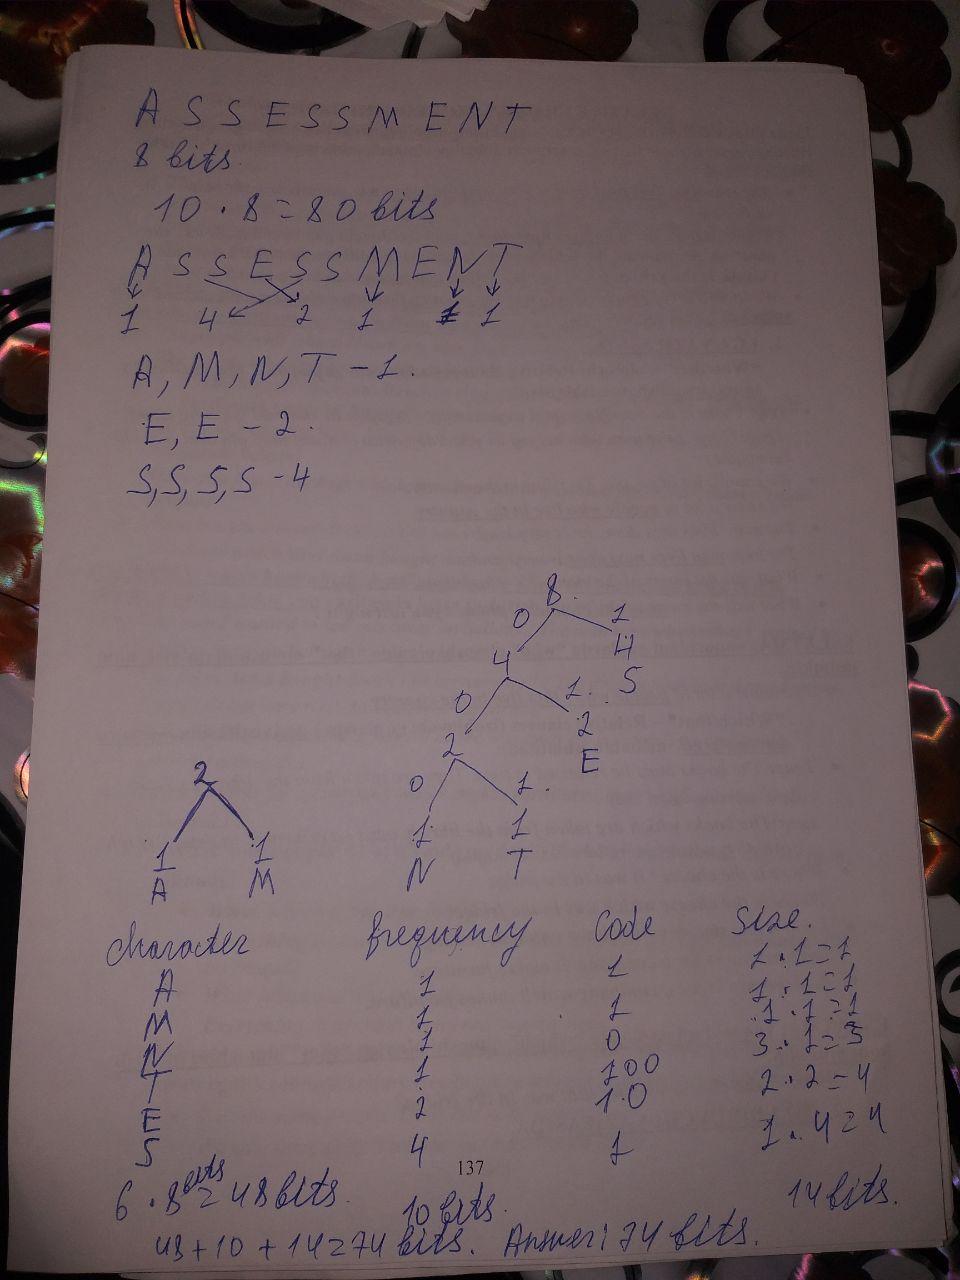 A S S E S S M E N T
8 bits.
10 . 8 = 80 bits
A S S E S S M E N T
1 4 2 1 1 1
A, M, N, T - 1.
E, E - 2.
S, S, S, S - 4
8.
0 1
4 4
S
0 1.
2 2
E
0 1.
1 1
N T
2
1 1
A M
character frequency Code Size.
A 1 1 1 . 1 = 1
M 1 1 1 . 1 = 1
N 1 0 1 . 1 = 1
T 1 100 3 . 1 = 3
E 2 1.0 2 . 2 = 4
S 4 1 1 . 4 = 4
137
6 . 8 bits = 48 bits. 10 bits. 14 bits.
48 + 10 + 14 = 74 bits. Answer: 74 bits.